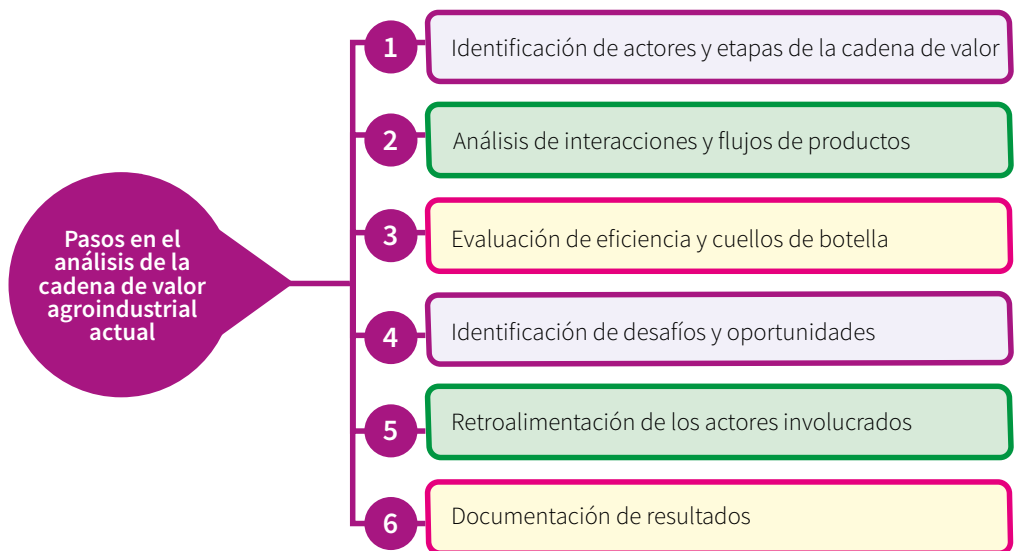 Pasos en el
análisis de la
cadena de valor
agroindustrial
actual
1
Identificación de actores y etapas de la cadena de valor
2
Análisis de interacciones y flujos de productos
3
Evaluación de eficiencia y cuellos de botella
4
Identificación de desafíos y oportunidades
5
Retroalimentación de los actores involucrados
6
Documentación de resultados